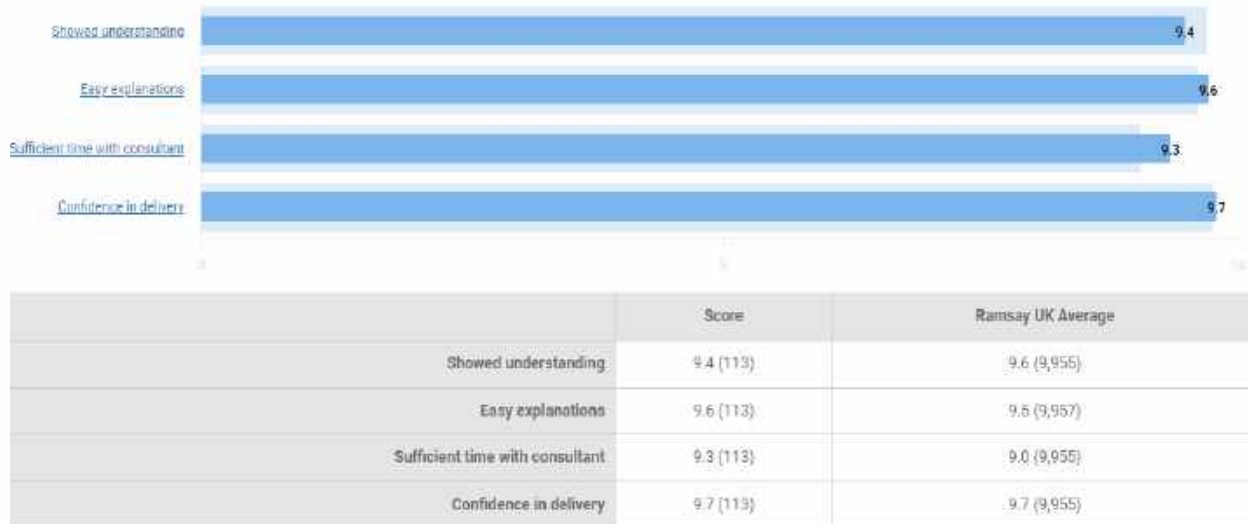 Showed understanding
9.4
Easy explanations
9.6
Sufficient time with consultant
9.3
Confidence in delivery
9.7
Score Ramsay UK Average
Showed understanding 9.4 (113) 9.6 (9,955)
Easy explanations 9.6 (113) 9.5 (9,957)
Sufficient time with consultant 9.3 (113) 9.0 (9,955)
Confidence in delivery 9.7 (113) 9.7 (9,955)